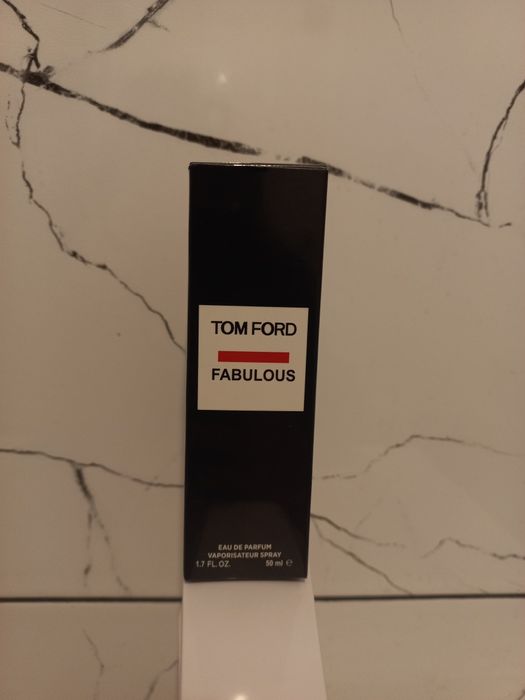 TOM FORD
FABULOUS
EAU DE PARFUM
VAPORISATEUR SPRAY
1.7 FL.OZ. 50 ml ℮